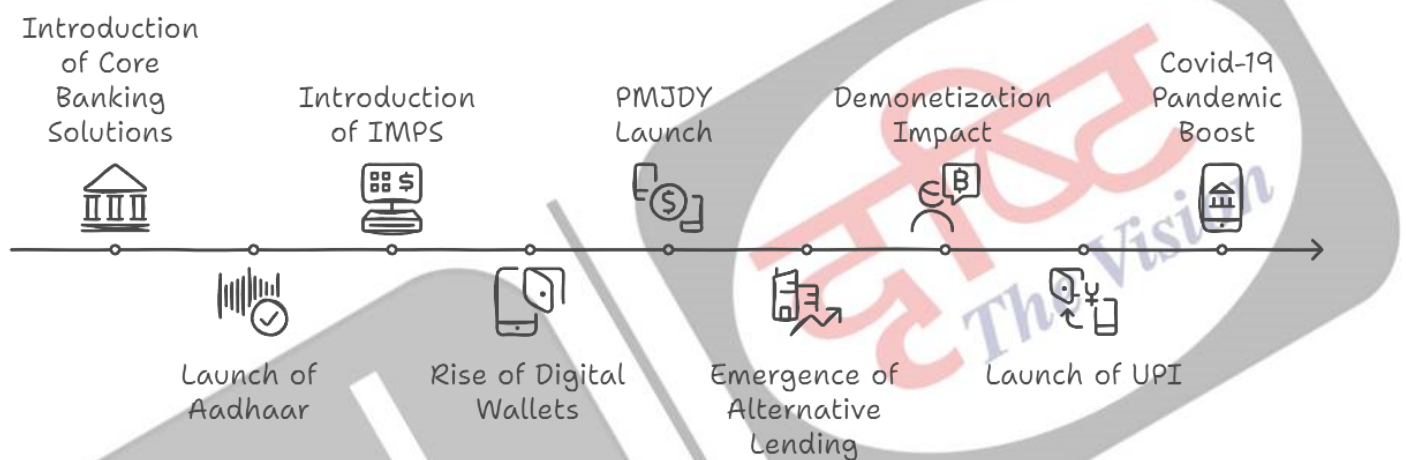 Introduction
of Core
Banking
Solutions
Launch of
Aadhaar
Introduction
of IMPS
Rise of Digital
Wallets
PMJDY
Launch
Emergence of
Alternative
Lending
Demonetization
Impact
Launch of UPI
Covid-19
Pandemic
Boost
दृष्टि
The Vision